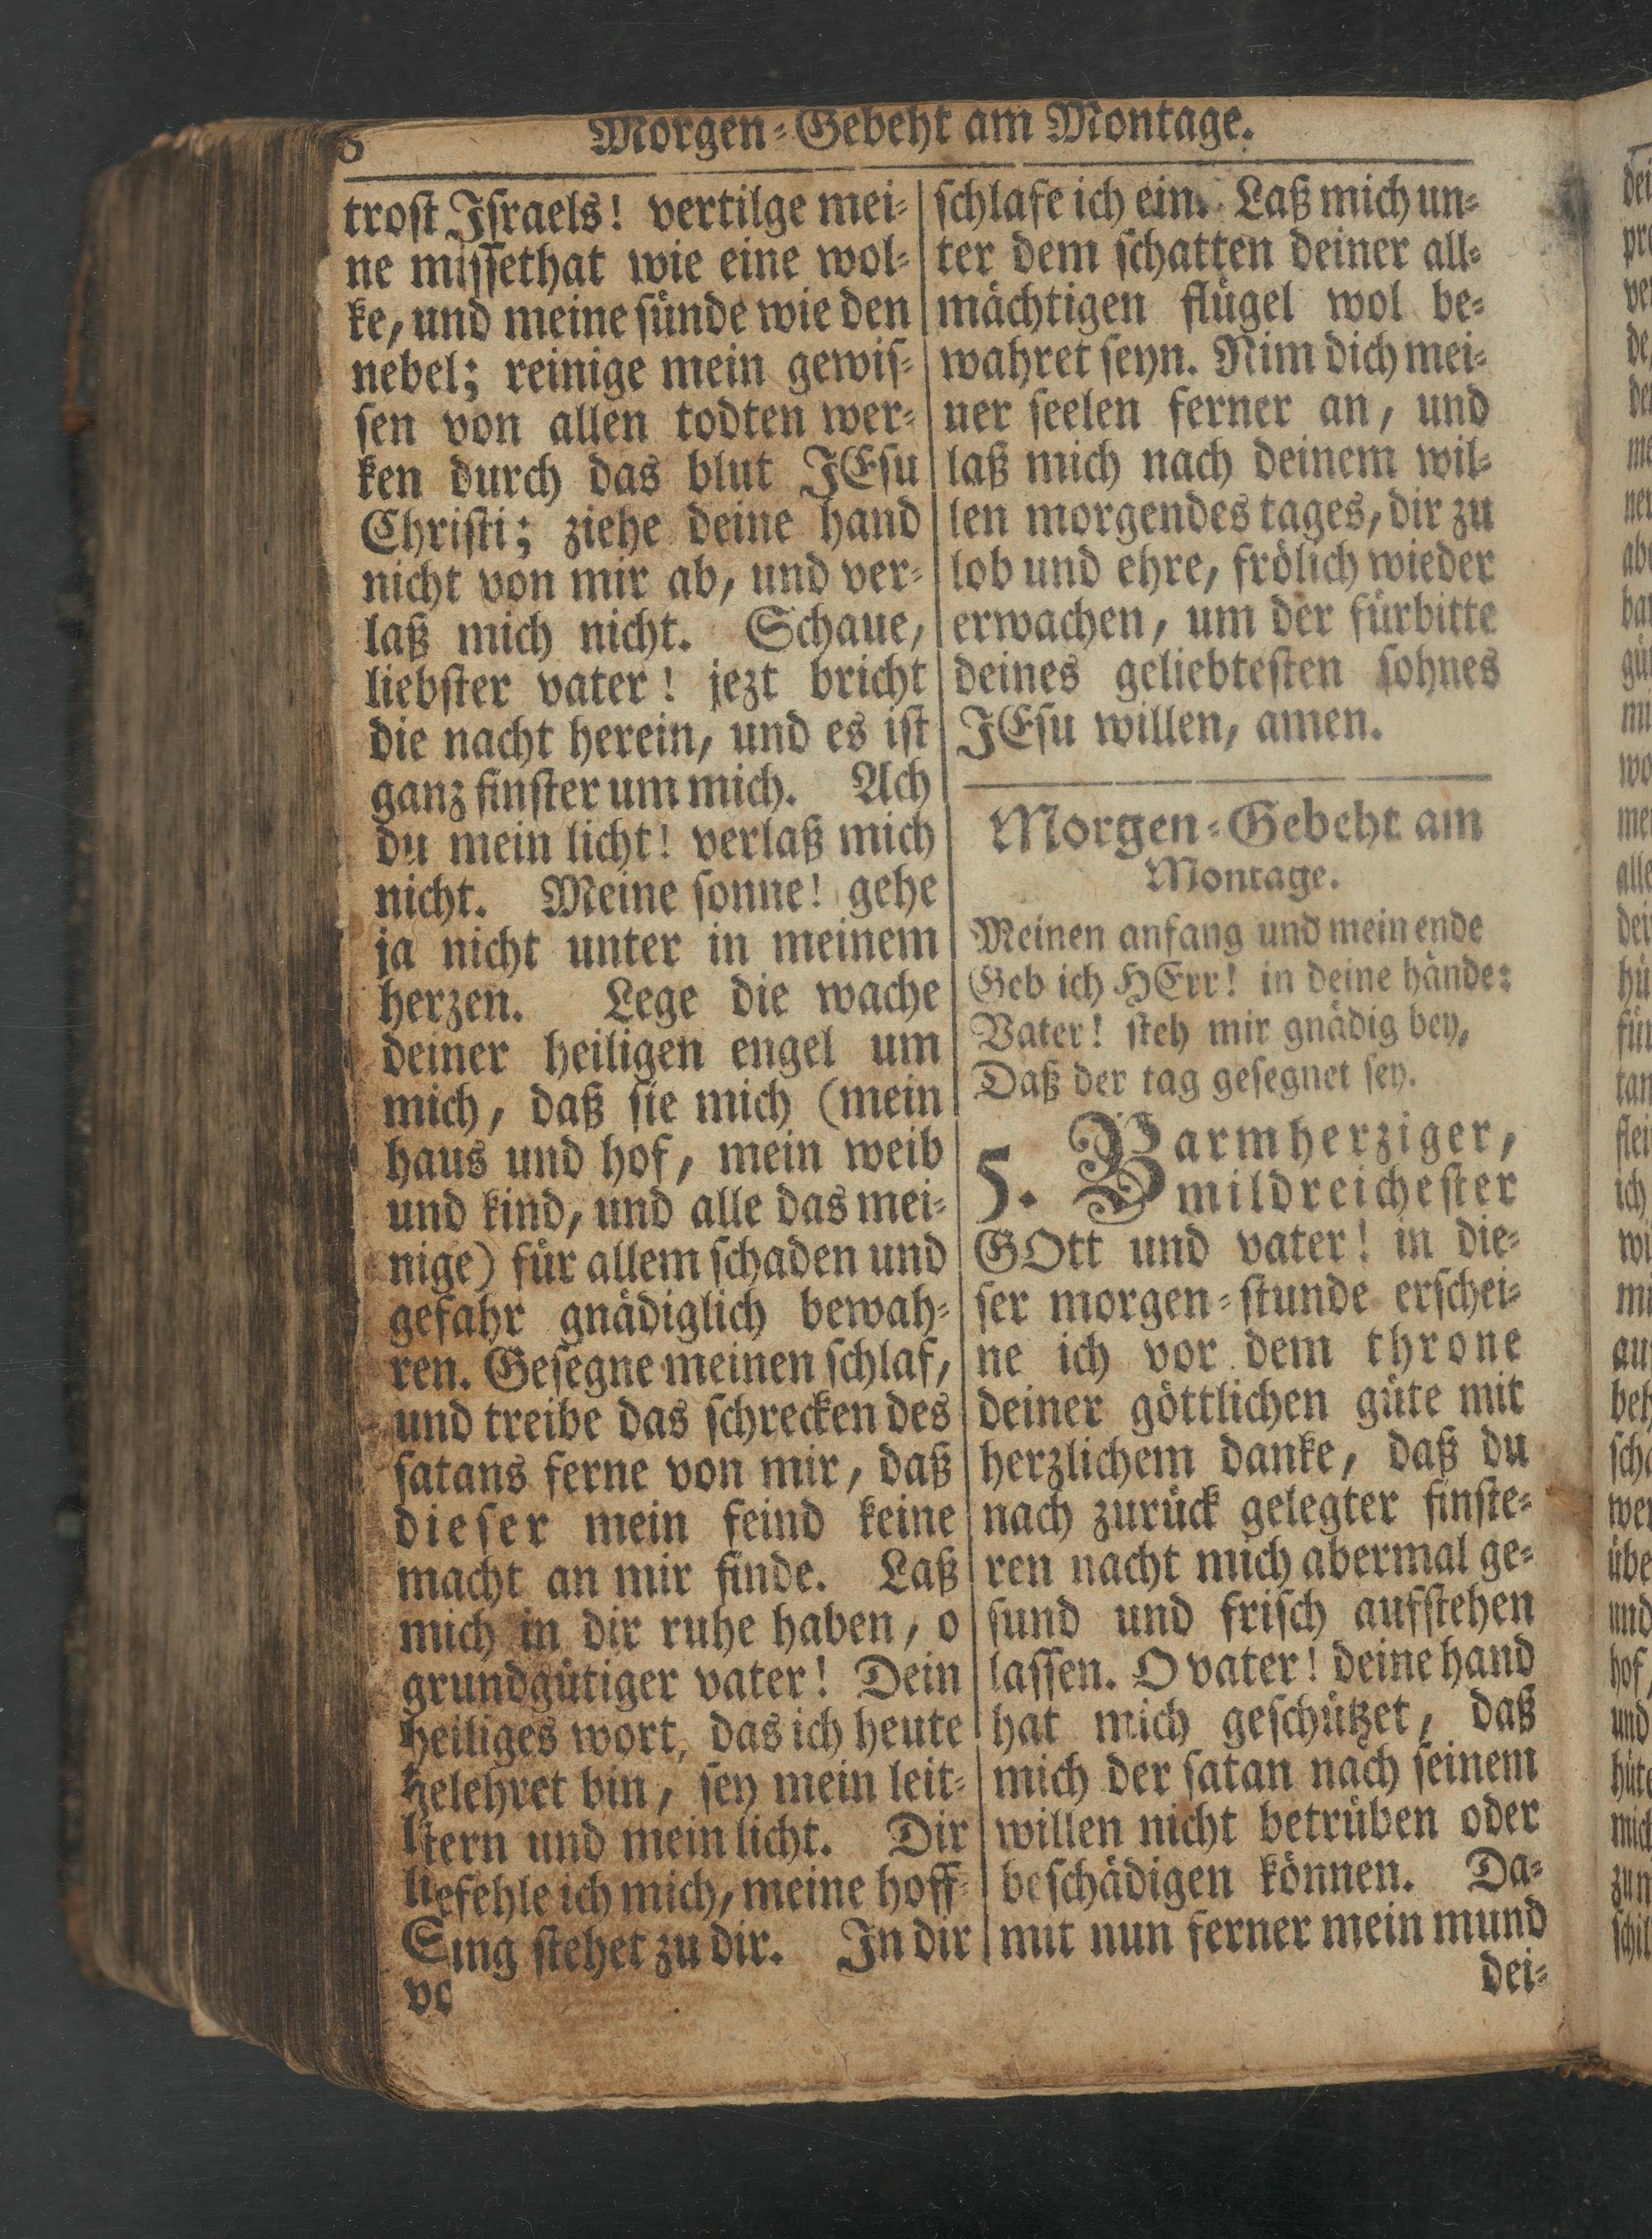 Morgen-Gebeht am Montage.
trost Israels! vertilge mei-
ne missethat wie eine wol-
ke, und meine sünde wie den
nebel; reinige mein gewis-
sen von allen todten wer-
ken durch das blut JEsu
Christi; ziehe deine hand
nicht von mir ab, und ver-
laß mich nicht. Schaue,
liebster vater! jezt bricht
die nacht herein, und es ist
ganz finster um mich. Ach
du mein licht! verlaß mich
nicht. Meine sonne! gehe
ja nicht unter in meinem
herzen. Lege die wache
deiner heiligen engel um
mich, daß sie mich (mein
haus und hof, mein weib
und kind, und alle das mei-
nige) für allem schaden und
gefahr gnädiglich bewah-
ren. Gesegne meinen schlaf,
und treibe das schrecken des
satans ferne von mir, daß
dieser mein feind keine
macht an mir finde. Laß
mich in dir ruhe haben, o
grundgütiger vater! Dein
heiliges wort, das ich heute
gelehret bin, sey mein leit-
stern und mein licht. Dir
befehle ich mich, meine hoff-
stehet zu dir. In dir
schlafe ich ein. Laß mich un-
ter dem schatten deiner all-
mächtigen flügel wol be-
wahret seyn. Nim dich mei-
ner seelen ferner an, und
laß mich nach deinem wil-
len morgendes tages, dir zu
lob und ehre, frölich wieder
erwachen, um der fürbitte
deines geliebtesten sohnes
JEsu willen, amen.
Morgen-Gebeht am
Montage.
Meinen anfang und mein ende
Geb ich HErr! in deine hände:
Vater! steh mir gnädig bey,
Daß der tag gesegnet sey.
5. Barmherziger,
mildreichester
GOtt und vater! in die-
ser morgen-stunde erschei-
ne ich vor dem throne
deiner göttlichen güte mit
herzlichem danke, daß du
nach zurück gelegter finste-
ren nacht mich abermal ge-
sund und frisch aufstehen
lassen. O vater! deine hand
hat mich geschützet, daß
mich der satan nach seinem
willen nicht betrüben oder
beschädigen können. Da-
mit nun ferner mein mund
dei-